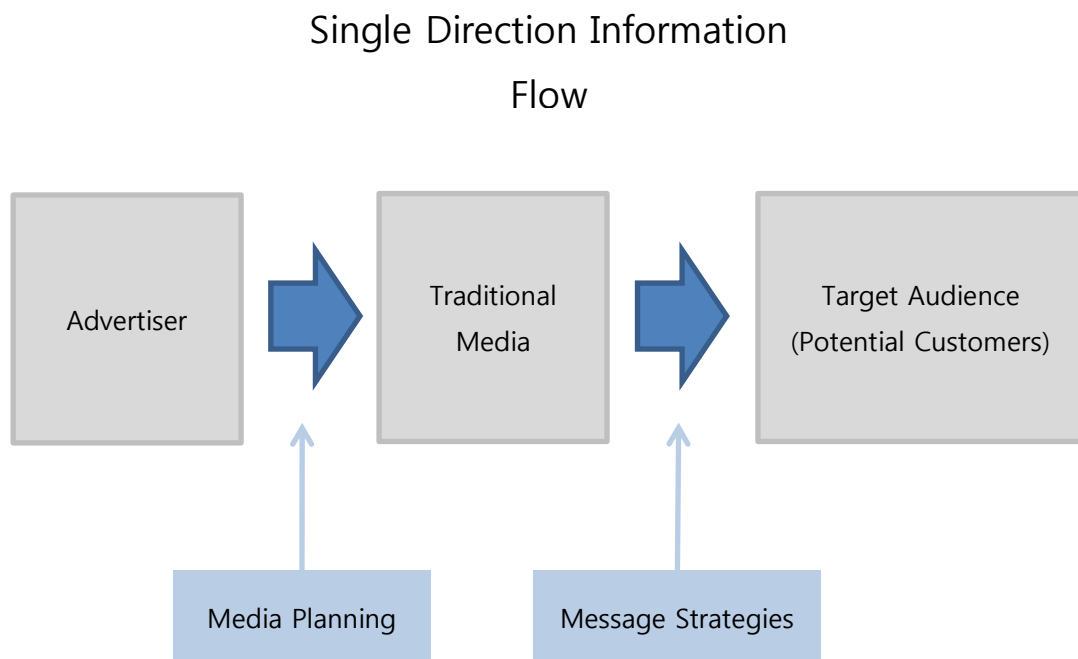 Single Direction Information
Flow
Advertiser
Traditional
Media
Target Audience
(Potential Customers)
Media Planning
Message Strategies